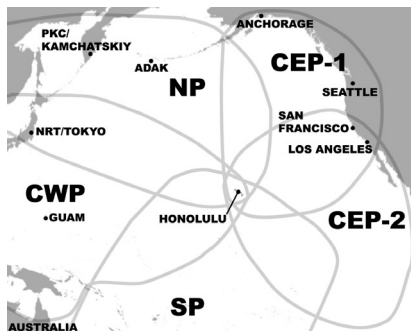 ANCHORAGE
PKC/
KAMCHATSKIY
ADAK
CEP-1
NP
SEATTLE
SAN
FRANCISCO
NRT/TOKYO
LOS ANGELES
CWP
GUAM
HONOLULU
CEP-2
SP
AUSTRALIA